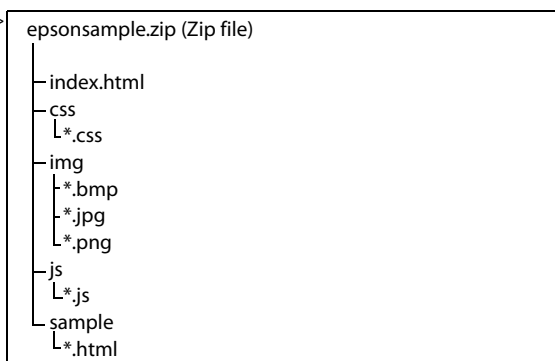 epsonsample.zip (Zip file)
index.html
css
*.css
img
*.bmp
*.jpg
*.png
js
*.js
sample
*.html